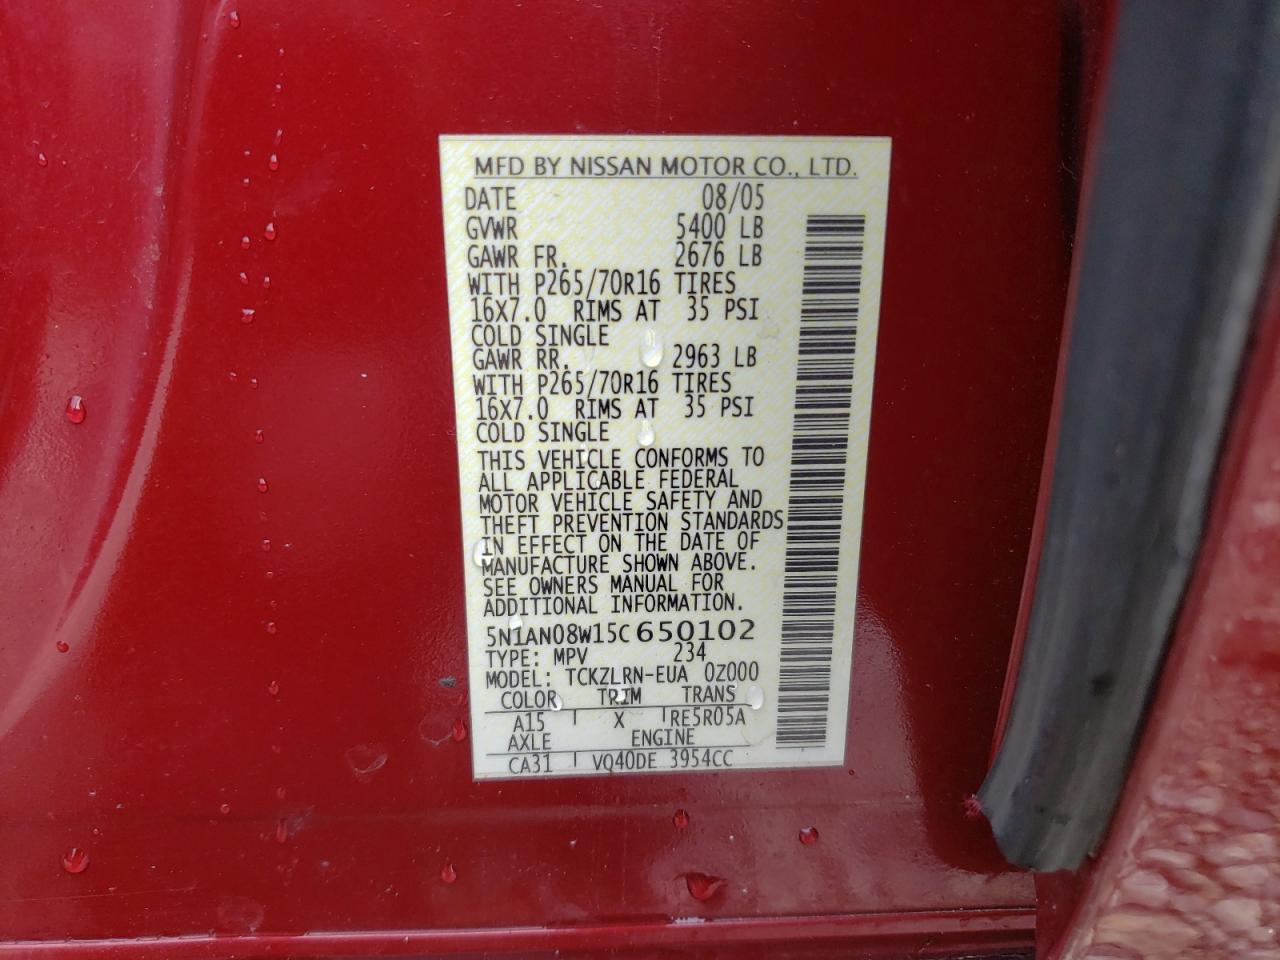 MFD BY NISSAN MOTOR CO., LTD.
DATE 08/05
GVWR 5400 LB
GAWR FR. 2676 LB
WITH P265/70R16 TIRES
16X7.0 RIMS AT 35 PSI
COLD SINGLE
GAWR RR. 2963 LB
WITH P265/70R16 TIRES
16X7.0 RIMS AT 35 PSI
COLD SINGLE
THIS VEHICLE CONFORMS TO
ALL APPLICABLE FEDERAL
MOTOR VEHICLE SAFETY AND
THEFT PREVENTION STANDARDS
IN EFFECT ON THE DATE OF
MANUFACTURE SHOWN ABOVE.
SEE OWNERS MANUAL FOR
ADDITIONAL INFORMATION.
5N1AN08W15C650102
TYPE: MPV 234
MODEL: TCKZLRN-EUA 0Z000
COLOR TRIM TRANS
A15 X RE5R05A
AXLE ENGINE
CA31 VQ40DE 3954CC